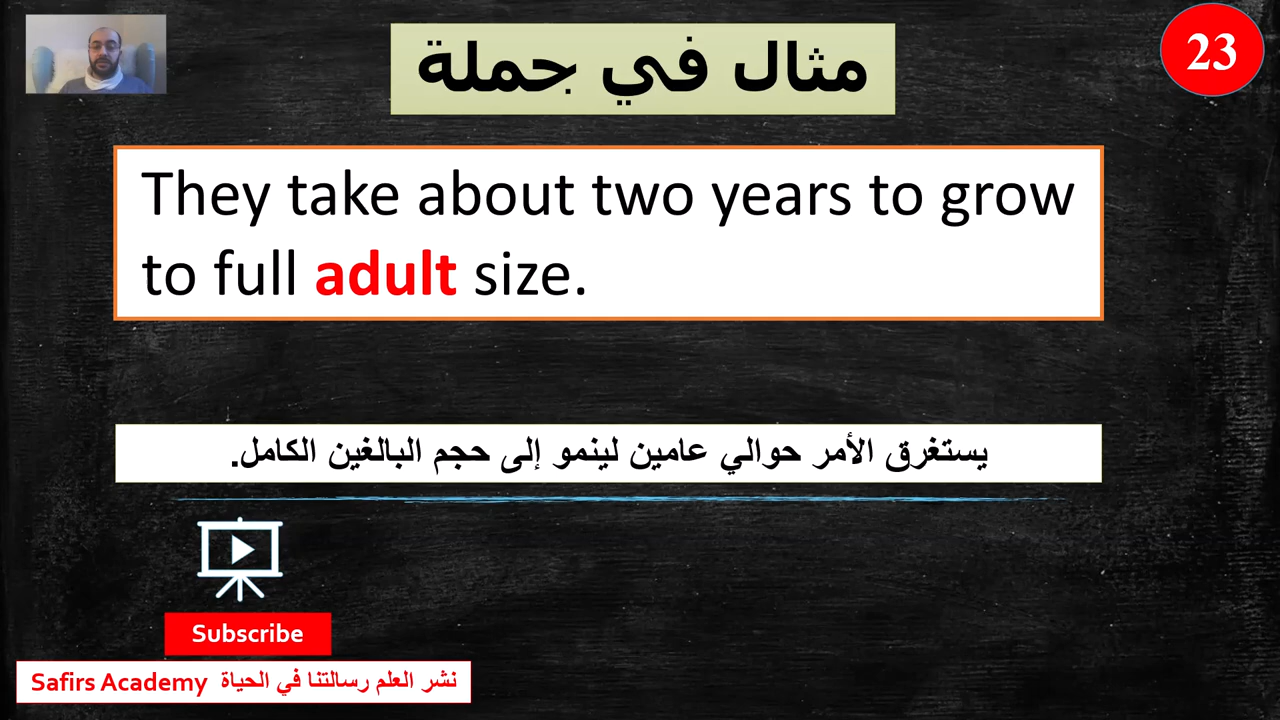 مثال في جملة
23
They take about two years to grow
to full adult size.
يستغرق الأمر حوالي عامين لينمو إلى حجم البالغين الكامل.
Subscribe
Safirs Academy نشر العلم رسالتنا في الحياة